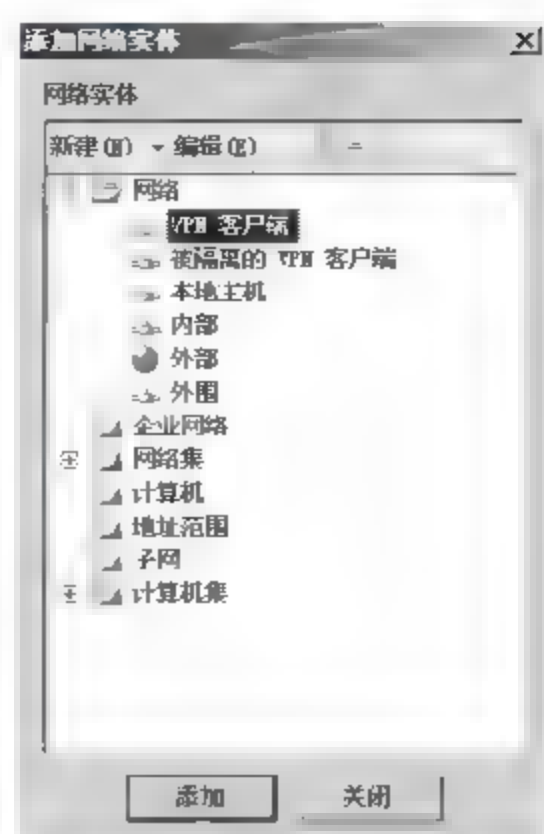 添加网络实体
网络实体
新建(N) 编辑(E)
网络
VPN 客户端
被隔离的 VPN 客户端
本地主机
内部
外部
外围
企业网络
网络集
计算机
地址范围
子网
计算机集
添加 关闭